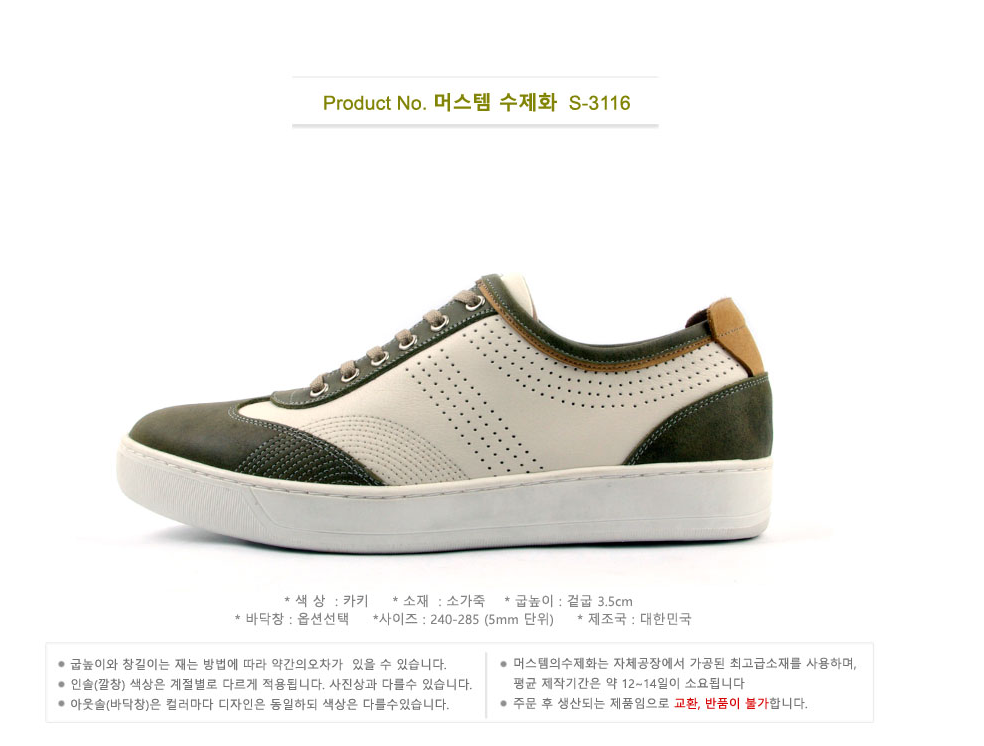 Product No. 머스템 수제화 S-3116
* 색 상 : 카키 * 소재 : 소가죽 * 굽높이 : 겉굽 3.5cm
* 바닥창 : 옵션선택 *사이즈 : 240-285 (5mm 단위) * 제조국 : 대한민국
굽높이와 창길이는 재는 방법에 따라 약간의오차가 있을 수 있습니다.
인솔(깔창) 색상은 계절별로 다르게 적용됩니다. 사진상과 다를수 있습니다.
아웃솔(바닥창)은 컬러마다 디자인은 동일하되 색상은 다를수있습니다.
머스템의수제화는 자체공장에서 가공된 최고급소재를 사용하며,
평균 제작기간은 약 12~14일이 소요됩니다
주문 후 생산되는 제품임으로 교환, 반품이 불가합니다.